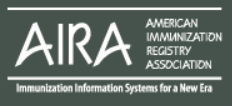 AIRA
AMERICAN
IMMUNIZATION
REGISTRY
ASSOCIATION
Immunization Information Systems for a New Era